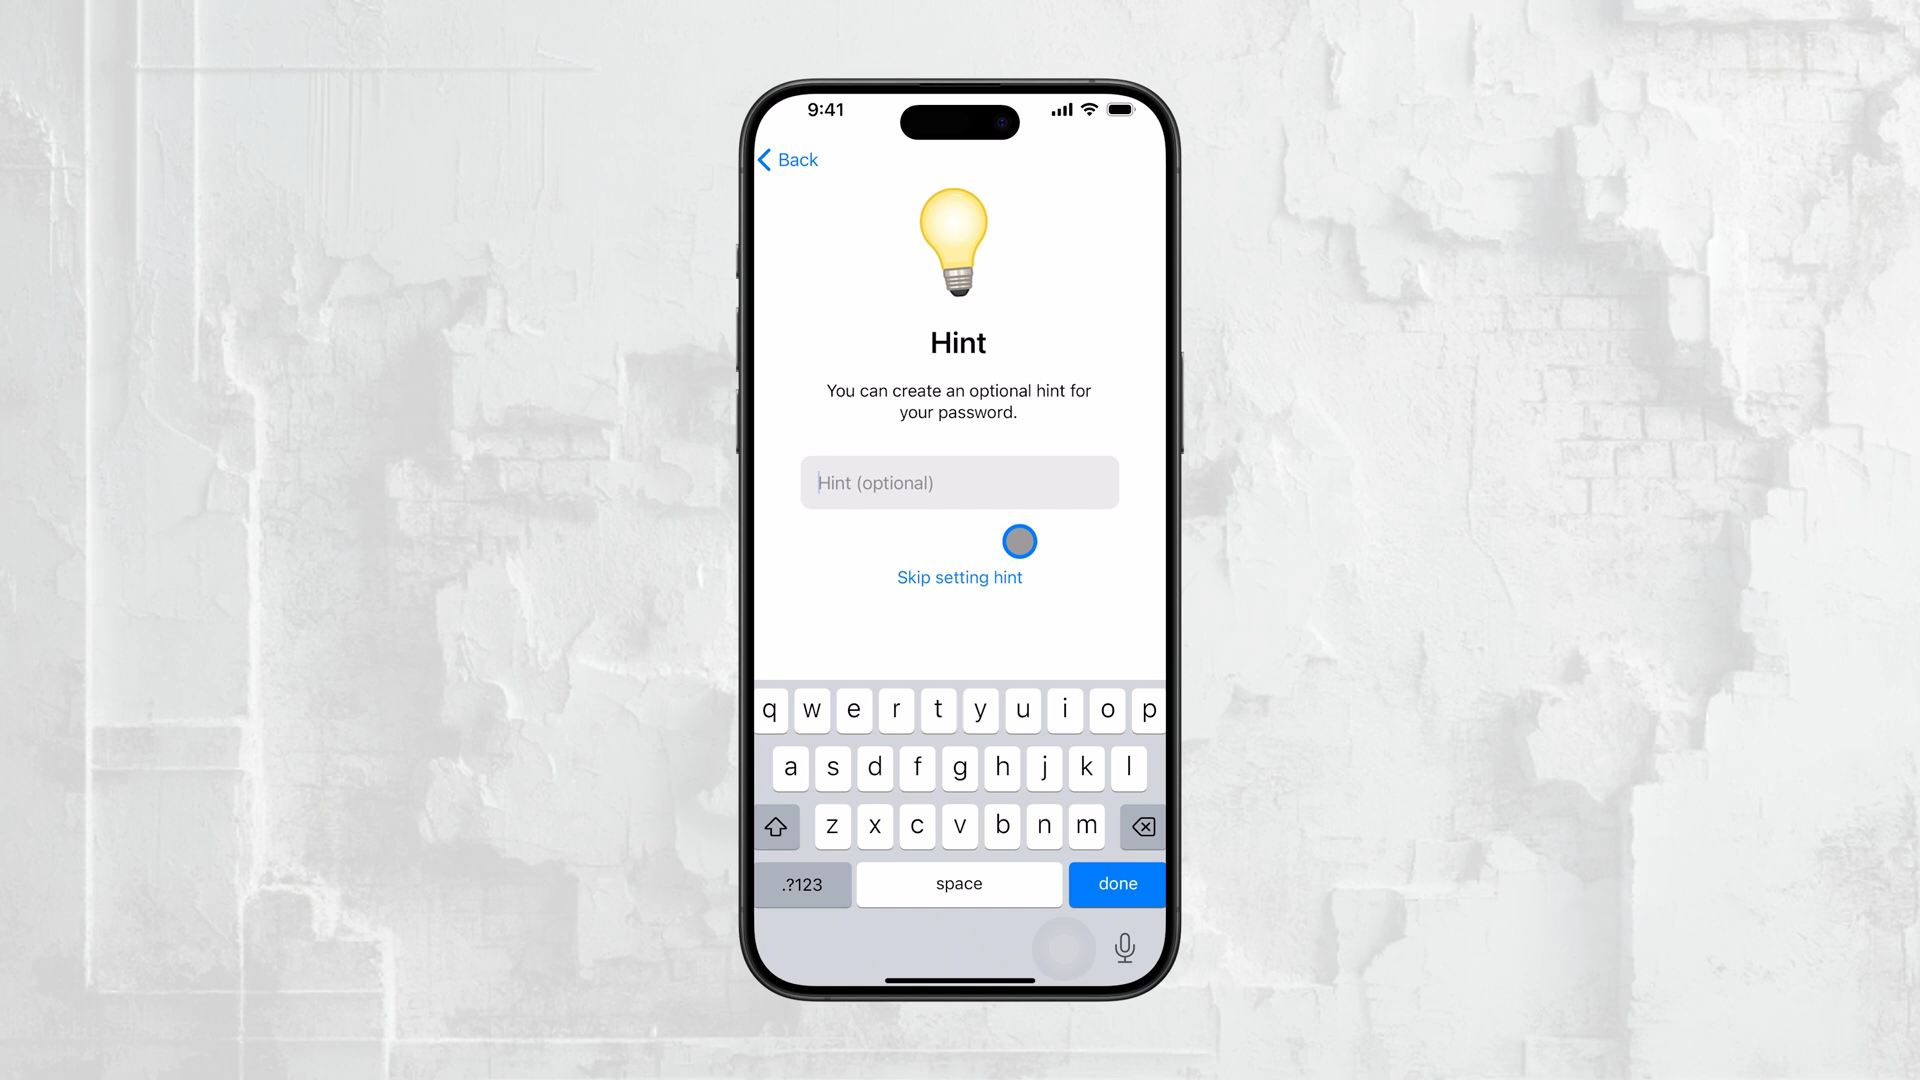 9:41
Back
Hint
You can create an optional hint for
your password.
Hint (optional)
Skip setting hint
q w e r t y u i o p
a s d f g h j k l
z x c v b n m
.?123 space done